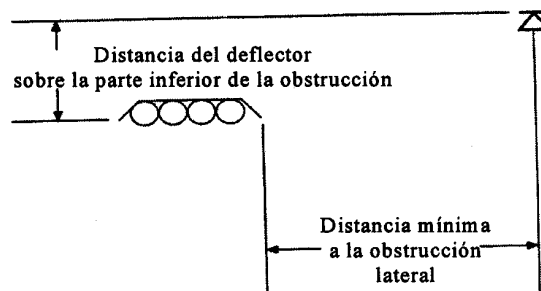 Distancia del deflector
sobre la parte inferior de la obstrucción
Distancia mínima
a la obstrucción
lateral